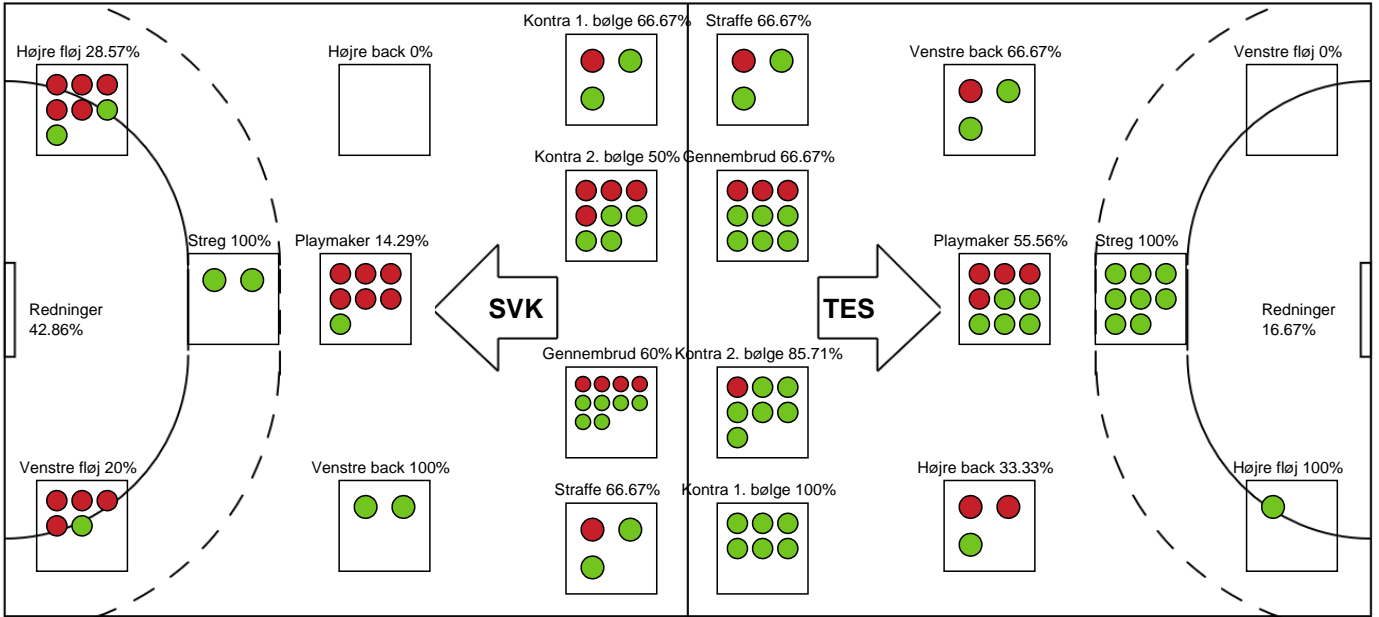 Kontra 1. bølge 66.67%
Straffe 66.67%
Højre fløj 28.57%
Højre back 0%
Venstre back 66.67%
Venstre fløj 0%
Kontra 2. bølge 50%
Gennembrud 66.67%
Streg 100%
Playmaker 14.29%
Playmaker 55.56%
Streg 100%
SVK
TES
Redninger
42.86%
Redninger
16.67%
Gennembrud 60%
Kontra 2. bølge 85.71%
Venstre fløj 20%
Venstre back 100%
Højre back 33.33%
Højre fløj 100%
Straffe 66.67%
Kontra 1. bølge 100%